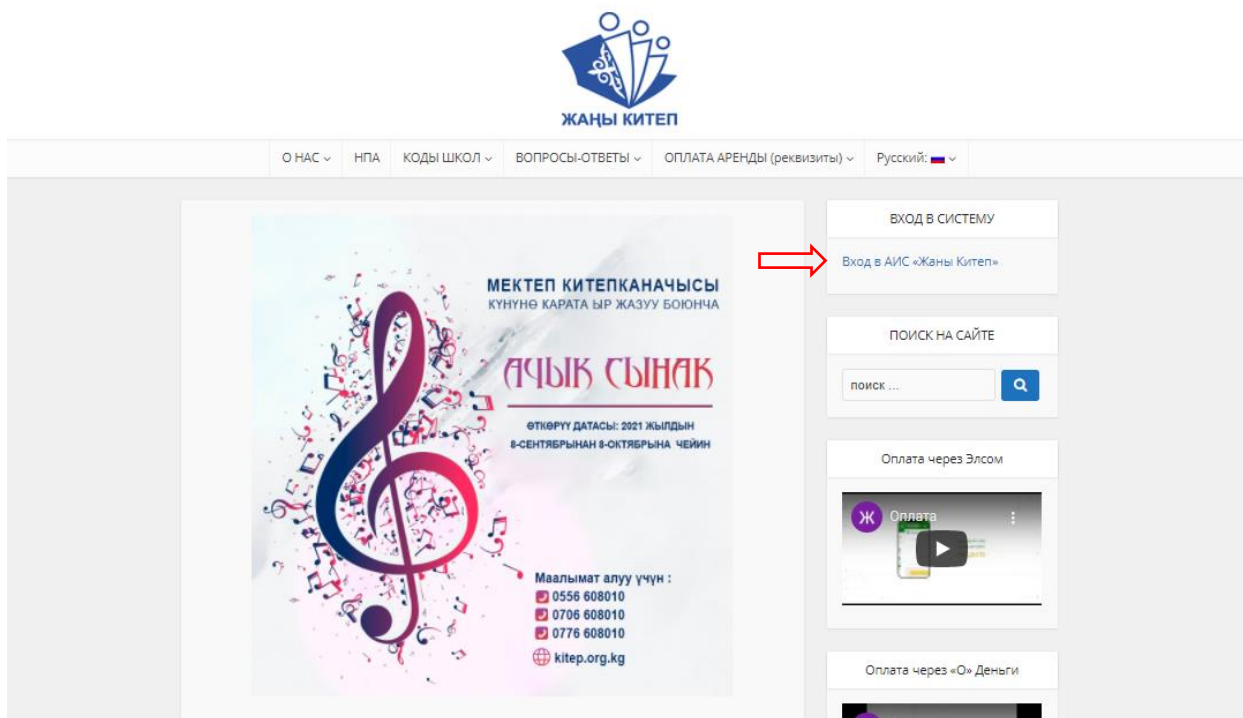 ЖАҢЫ КИТЕП
О НАС
НПА
КОДЫ ШКОЛ
ВОПРОСЫ-ОТВЕТЫ
ОПЛАТА АРЕНДЫ (реквизиты)
Русский:
МЕКТЕП КИТЕПКАНАЧЫСЫ
КҮНҮНӨ КАРАТА ЫР ЖАЗУУ БОЮНЧА
АЧЫК СЫНАК
ӨТКӨРҮҮ ДАТАСЫ: 2021 ЖЫЛДЫН
8-СЕНТЯБРЫНАН 8-ОКТЯБРЫНА ЧЕЙИН
Маалымат алуу үчүн :
0556 608010
0706 608010
0776 608010
kitep.org.kg
ВХОД В СИСТЕМУ
Вход в АИС «Жаны Китеп»
ПОИСК НА САЙТЕ
поиск ...
Оплата через Элсом
Ж Оплата
Оплата через «О» Деньги